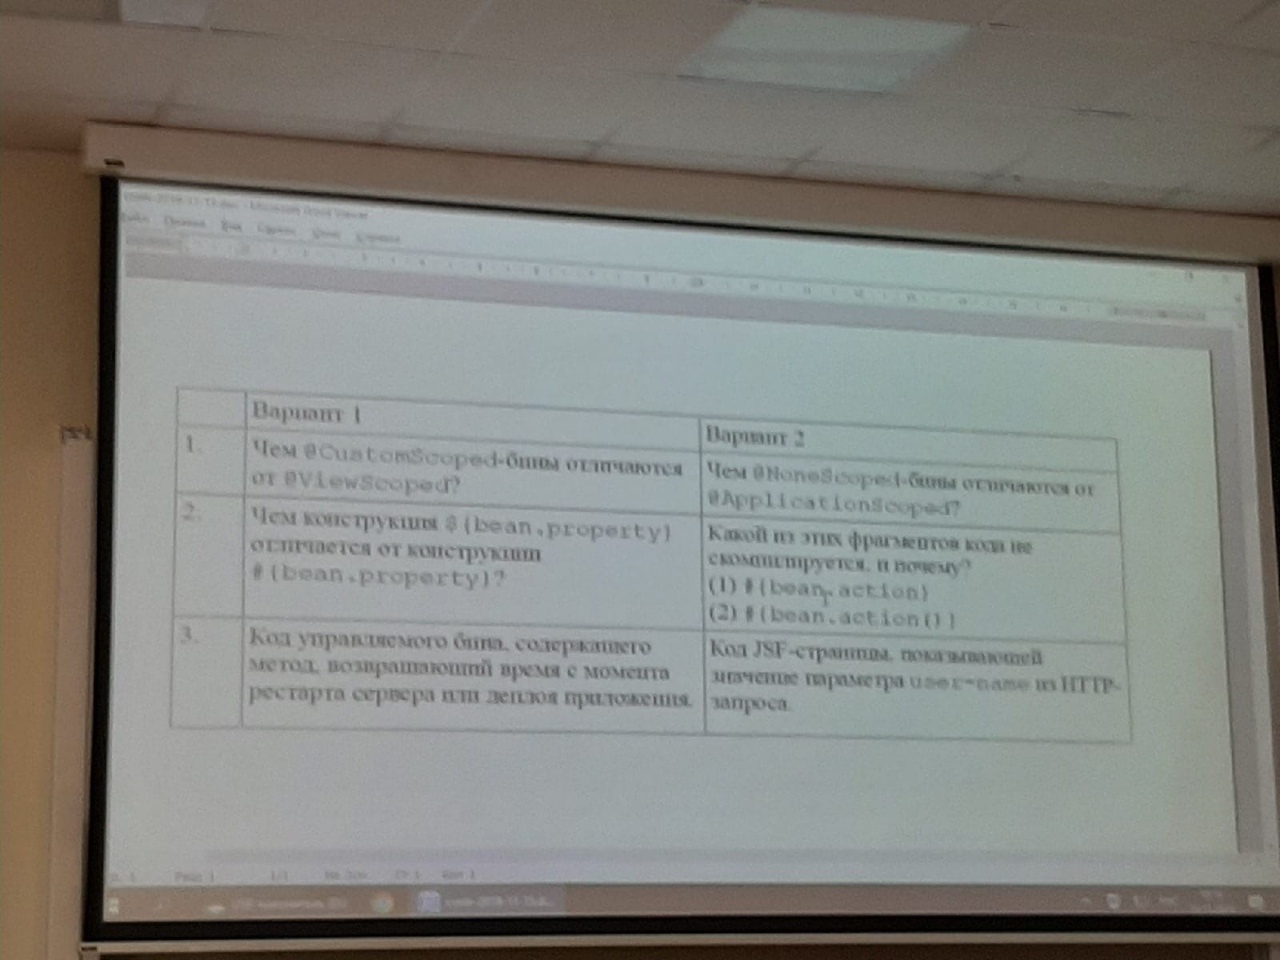 Вариант 1
Вариант 2
1.
Чем @CustomScoped-бины отличаются
от @ViewScoped?
Чем @NoneScoped-бины отличаются от
@ApplicationScoped?
2.
Чем конструкция ${bean.property}
отличается от конструкции
#{bean.property}?
Какой из этих фрагментов кода не
скомпилируется, и почему?
(1) #{bean.action}
(2) #{bean.action()}
3.
Код управляемого бина, содержащего
метод, возвращающий время с момента
рестарта сервера или деплоя приложения.
Код JSF-страницы, показывающей
значение параметра user-name из HTTP-
запроса.